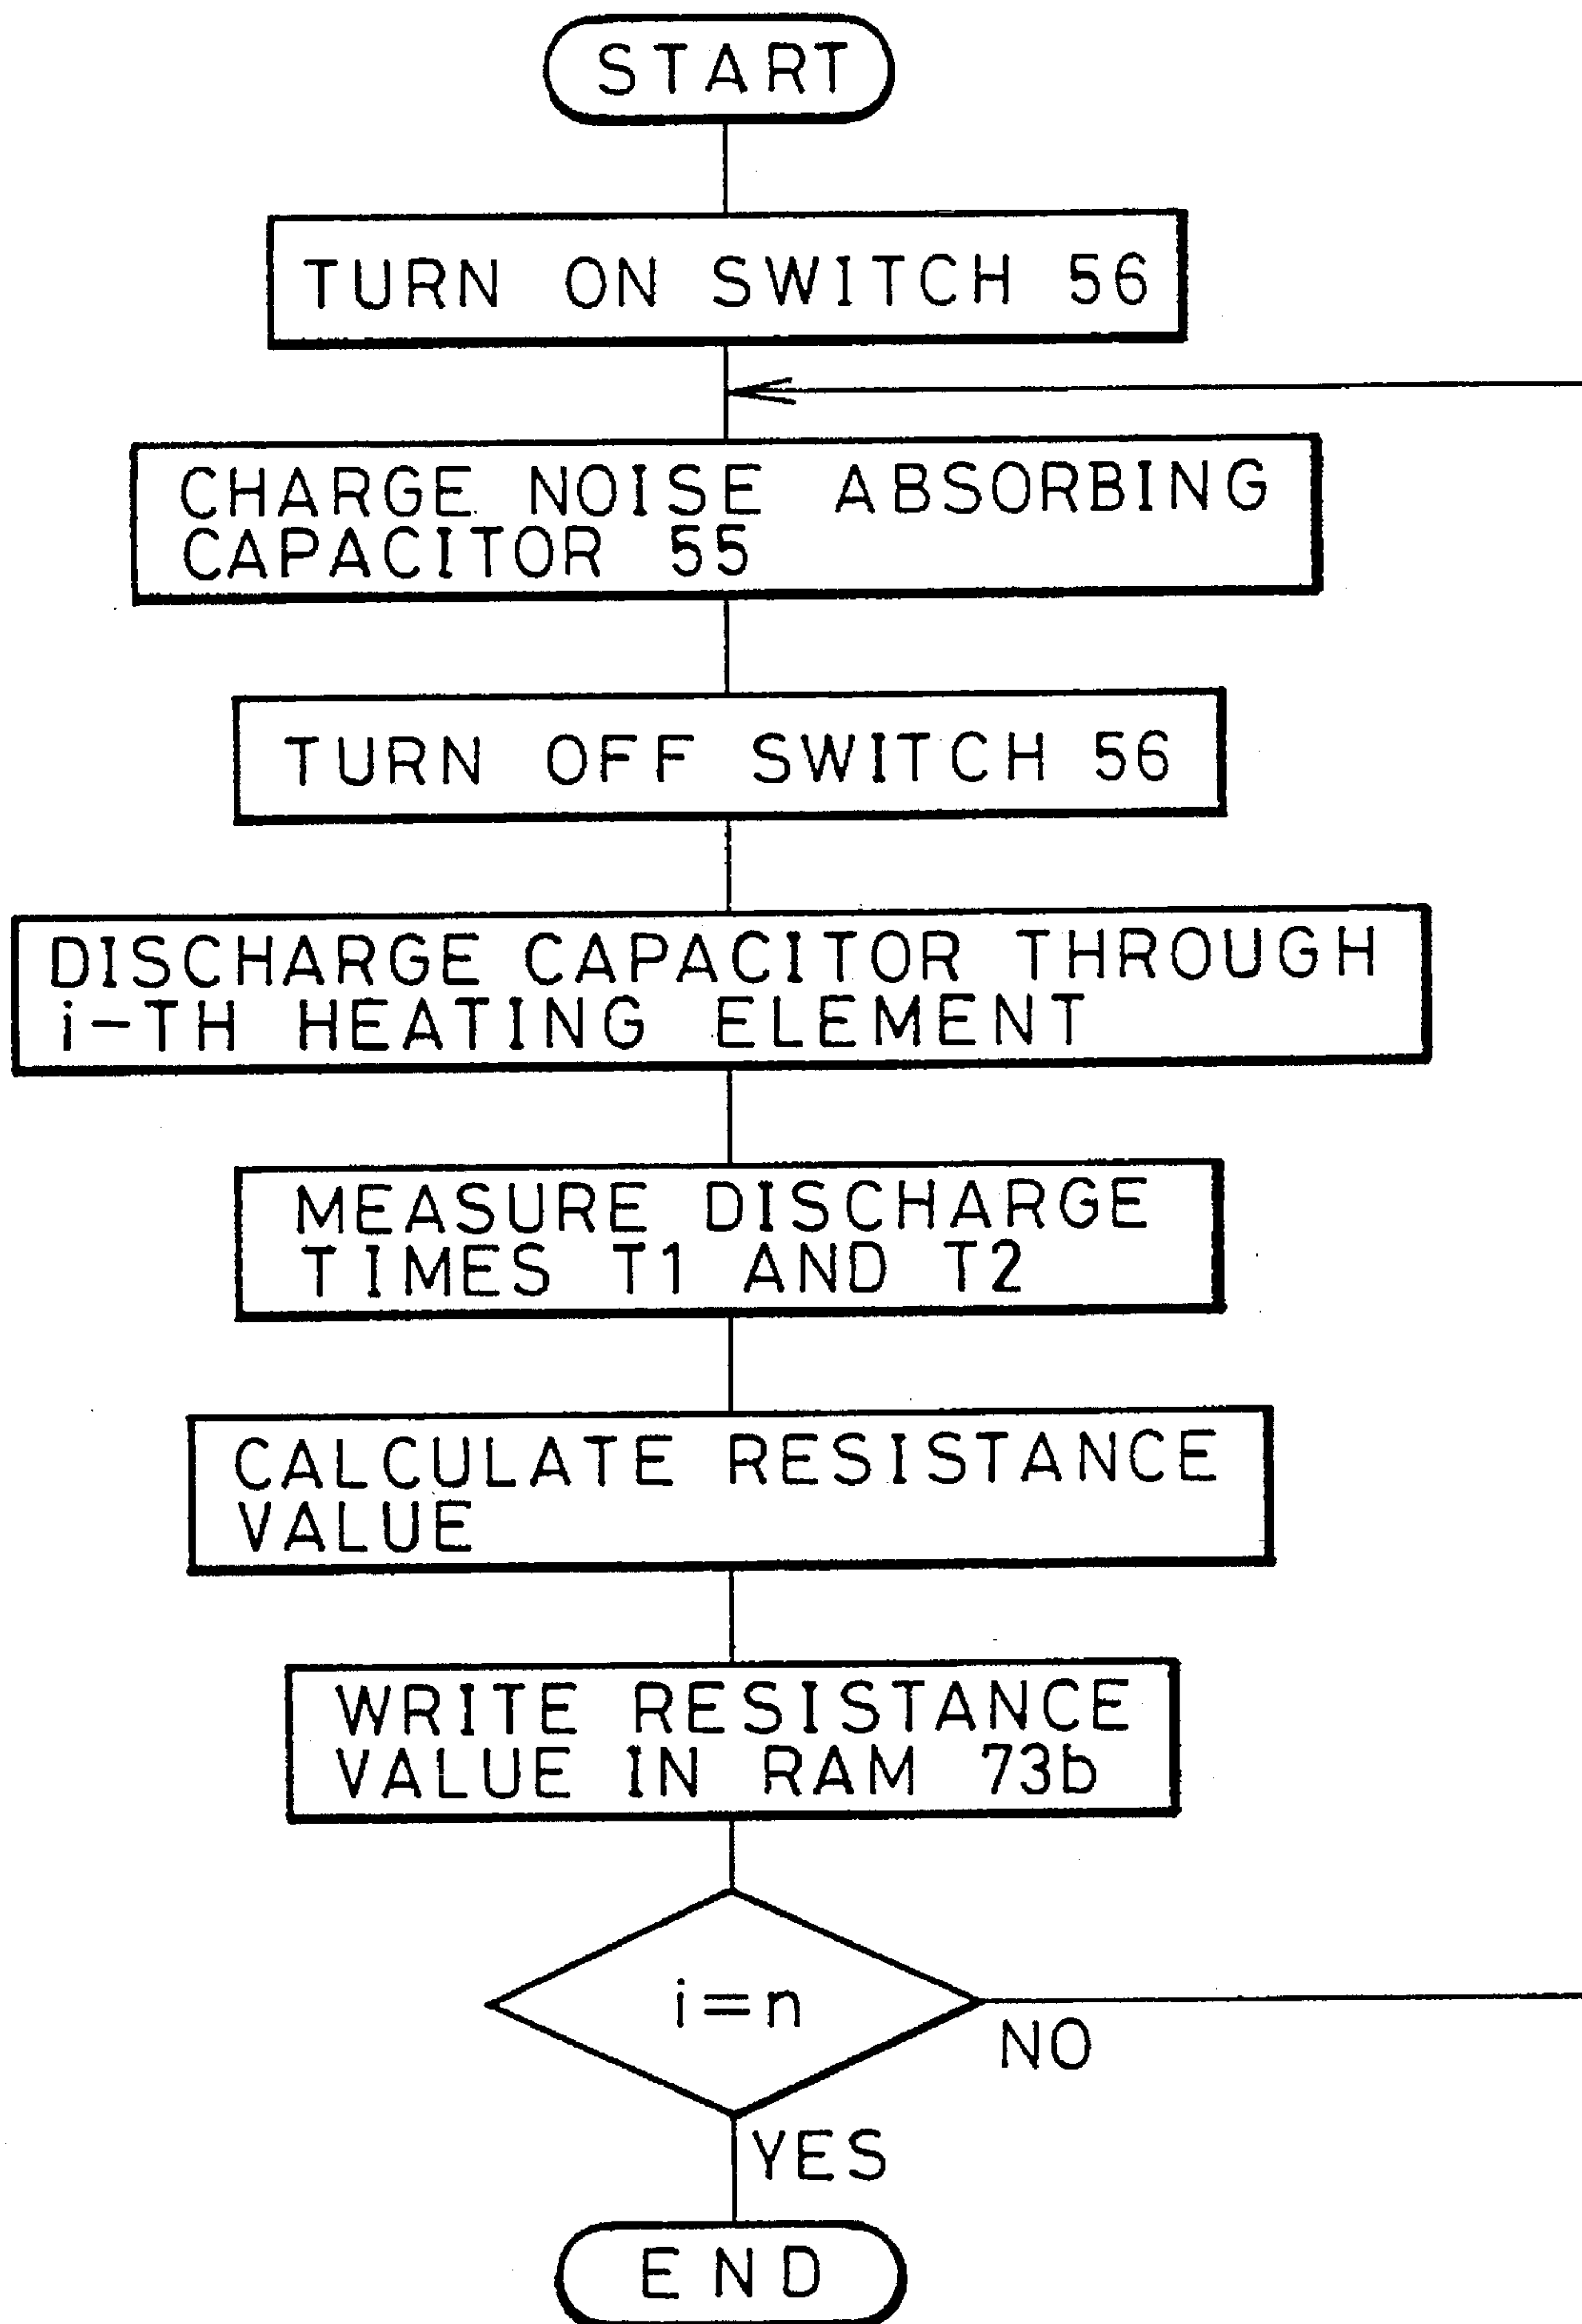 START
TURN ON SWITCH 56
CHARGE NOISE ABSORBING
CAPACITOR 55
TURN OFF SWITCH 56
DISCHARGE CAPACITOR THROUGH
i-TH HEATING ELEMENT
MEASURE DISCHARGE
TIMES T1 AND T2
CALCULATE RESISTANCE
VALUE
WRITE RESISTANCE
VALUE IN RAM 73b
i=n
NO
YES
END